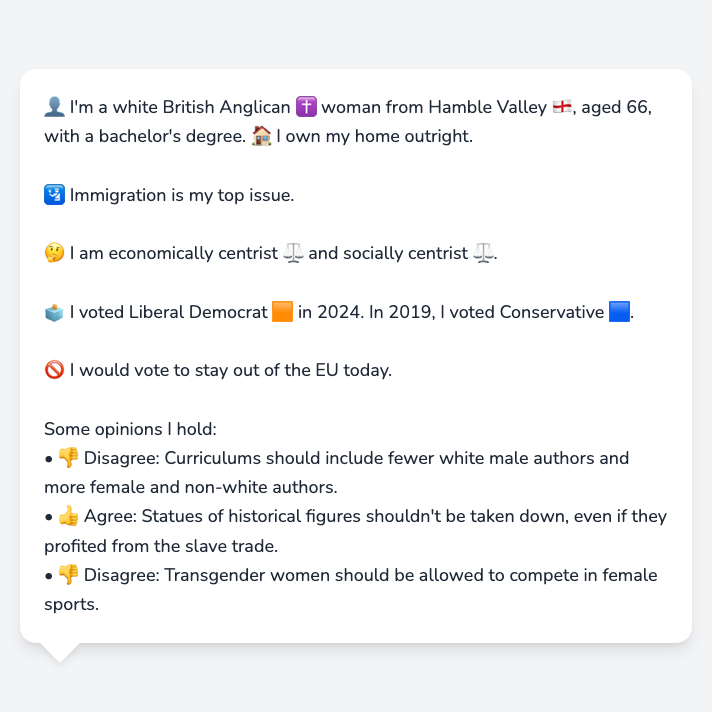 👤 I'm a white British Anglican ✝️ woman from Hamble Valley 🏴󠁧󠁢󠁥󠁮󠁧󠁿, aged 66,
with a bachelor's degree. 🏠 I own my home outright.
🛂 Immigration is my top issue.
🤔 I am economically centrist ⚖️ and socially centrist ⚖️.
🗳️ I voted Liberal Democrat 🟧 in 2024. In 2019, I voted Conservative 🟦.
🚫 I would vote to stay out of the EU today.
Some opinions I hold:
• 👎 Disagree: Curriculums should include fewer white male authors and
more female and non-white authors.
• 👍 Agree: Statues of historical figures shouldn't be taken down, even if they
profited from the slave trade.
• 👎 Disagree: Transgender women should be allowed to compete in female
sports.